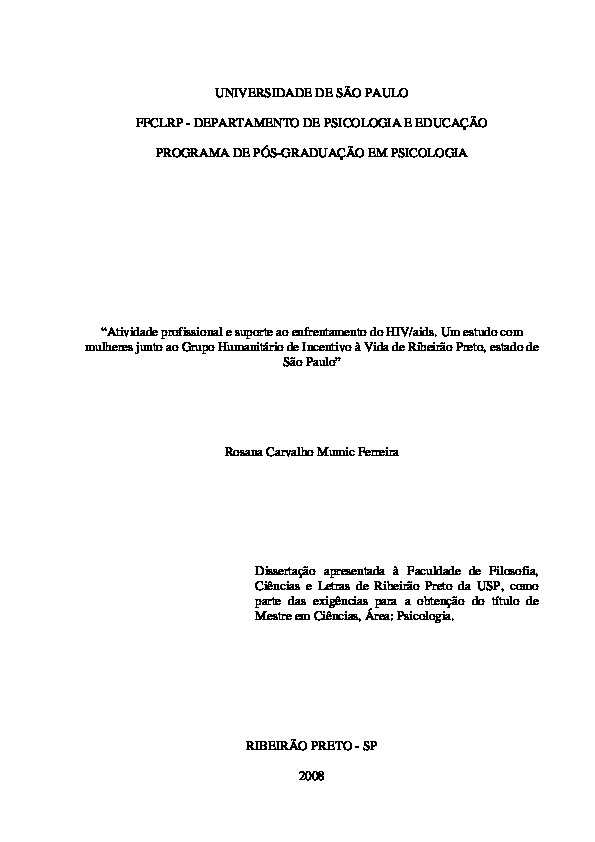 UNIVERSIDADE DE SÃO PAULO
FFCLRP - DEPARTAMENTO DE PSICOLOGIA E EDUCAÇÃO
PROGRAMA DE PÓS-GRADUAÇÃO EM PSICOLOGIA
“Atividade profissional e suporte ao enfrentamento do HIV/aids. Um estudo com
mulheres junto ao Grupo Humanitário de Incentivo à Vida de Ribeirão Preto, estado de
São Paulo”
Rosana Carvalho Mumic Ferreira
Dissertação apresentada à Faculdade de Filosofia,
Ciências e Letras de Ribeirão Preto da USP, como
parte das exigências para a obtenção do título de
Mestre em Ciências, Área: Psicologia.
RIBEIRÃO PRETO - SP
2008